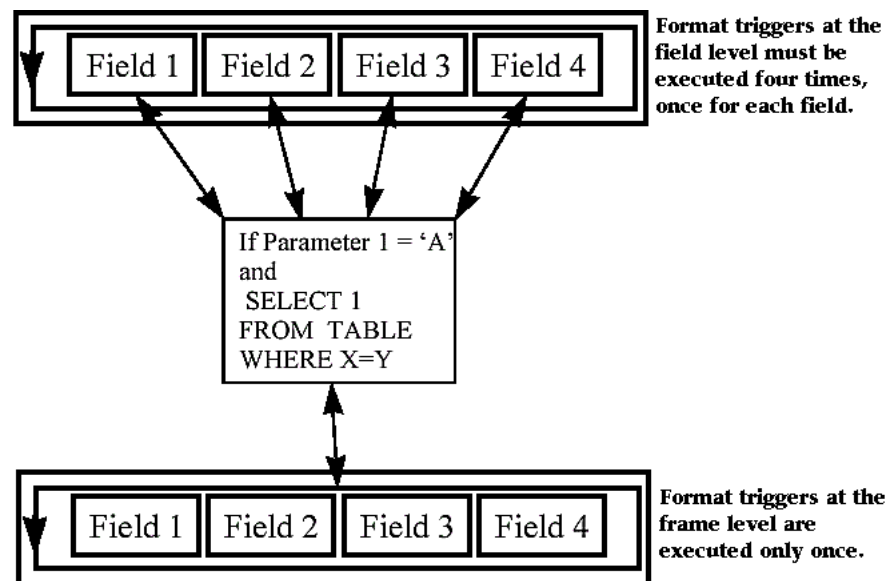 Field 1 Field 2 Field 3 Field 4
Format triggers at the
field level must be
executed four times,
once for each field.
If Parameter 1 = ‘A’
and
SELECT 1
FROM TABLE
WHERE X=Y
Field 1 Field 2 Field 3 Field 4
Format triggers at the
frame level are
executed only once.